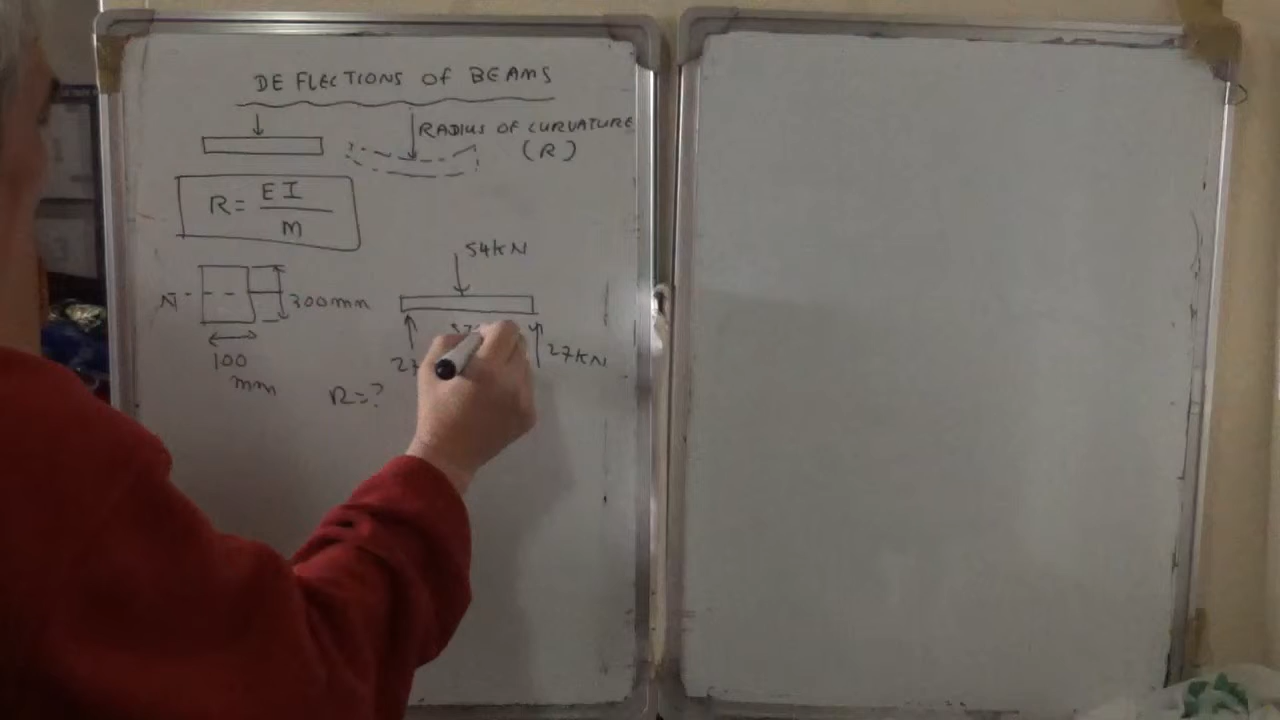 DEFLECTIONS OF BEAMS
RADIUS OF CURVATURE
(R)
R= EI
m
54kN
N
300mm
27kN
100
mm
R=?